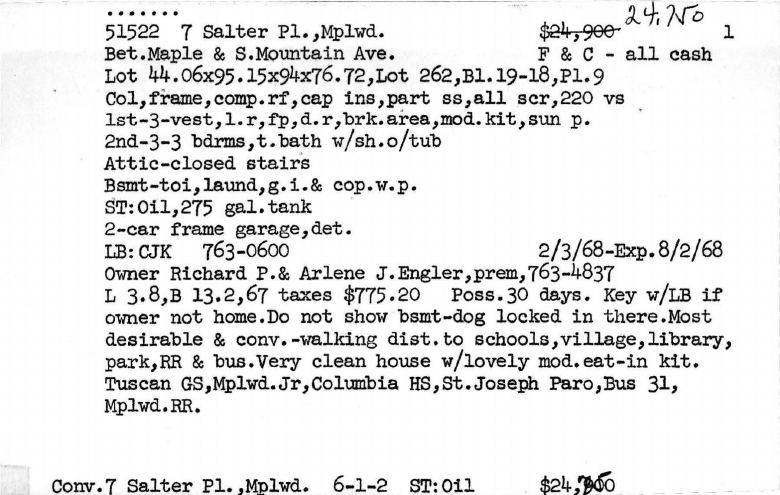 .......
24,750
51522 7 Salter Pl.,Mplwd. $24,900 1
Bet.Maple & S.Mountain Ave. F & C - all cash
Lot 44.06x95.15x94x76.72,Lot 262,Bl.19-18,Pl.9
Col,frame,comp.rf,cap ins,part ss,all scr,220 vs
1st-3-vest,l.r,fp,d.r,brk.area,mod.kit,sun p.
2nd-3-3 bdrms,t.bath w/sh.o/tub
Attic-closed stairs
Bsmt-toi,laund,g.i.& cop.w.p.
ST:Oil,275 gal.tank
2-car frame garage,det.
LB:CJK 763-0600 2/3/68-Exp.8/2/68
Owner Richard P.& Arlene J.Engler,prem,763-4837
L 3.8,B 13.2,67 taxes $775.20 Poss.30 days. Key w/LB if
owner not home.Do not show bsmt-dog locked in there.Most
desirable & conv.-walking dist.to schools,village,library,
park,RR & bus.Very clean house w/lovely mod.eat-in kit.
Tuscan GS,Mplwd.Jr,Columbia HS,St.Joseph Paro,Bus 31,
Mplwd.RR.
Conv.7 Salter Pl.,Mplwd. 6-1-2 ST:Oil